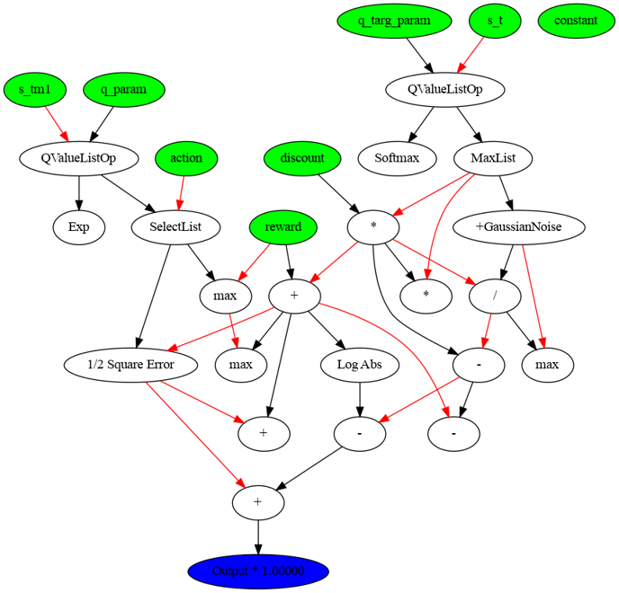 q_targ_param
s_t
constant
s_tm1
q_param
QValueListOp
QValueListOp
action
discount
Softmax
MaxList
Exp
SelectList
reward
*
+GaussianNoise
max
+
*
/
1/2 Square Error
max
Log Abs
-
max
+
-
-
+
Output * 1.00000